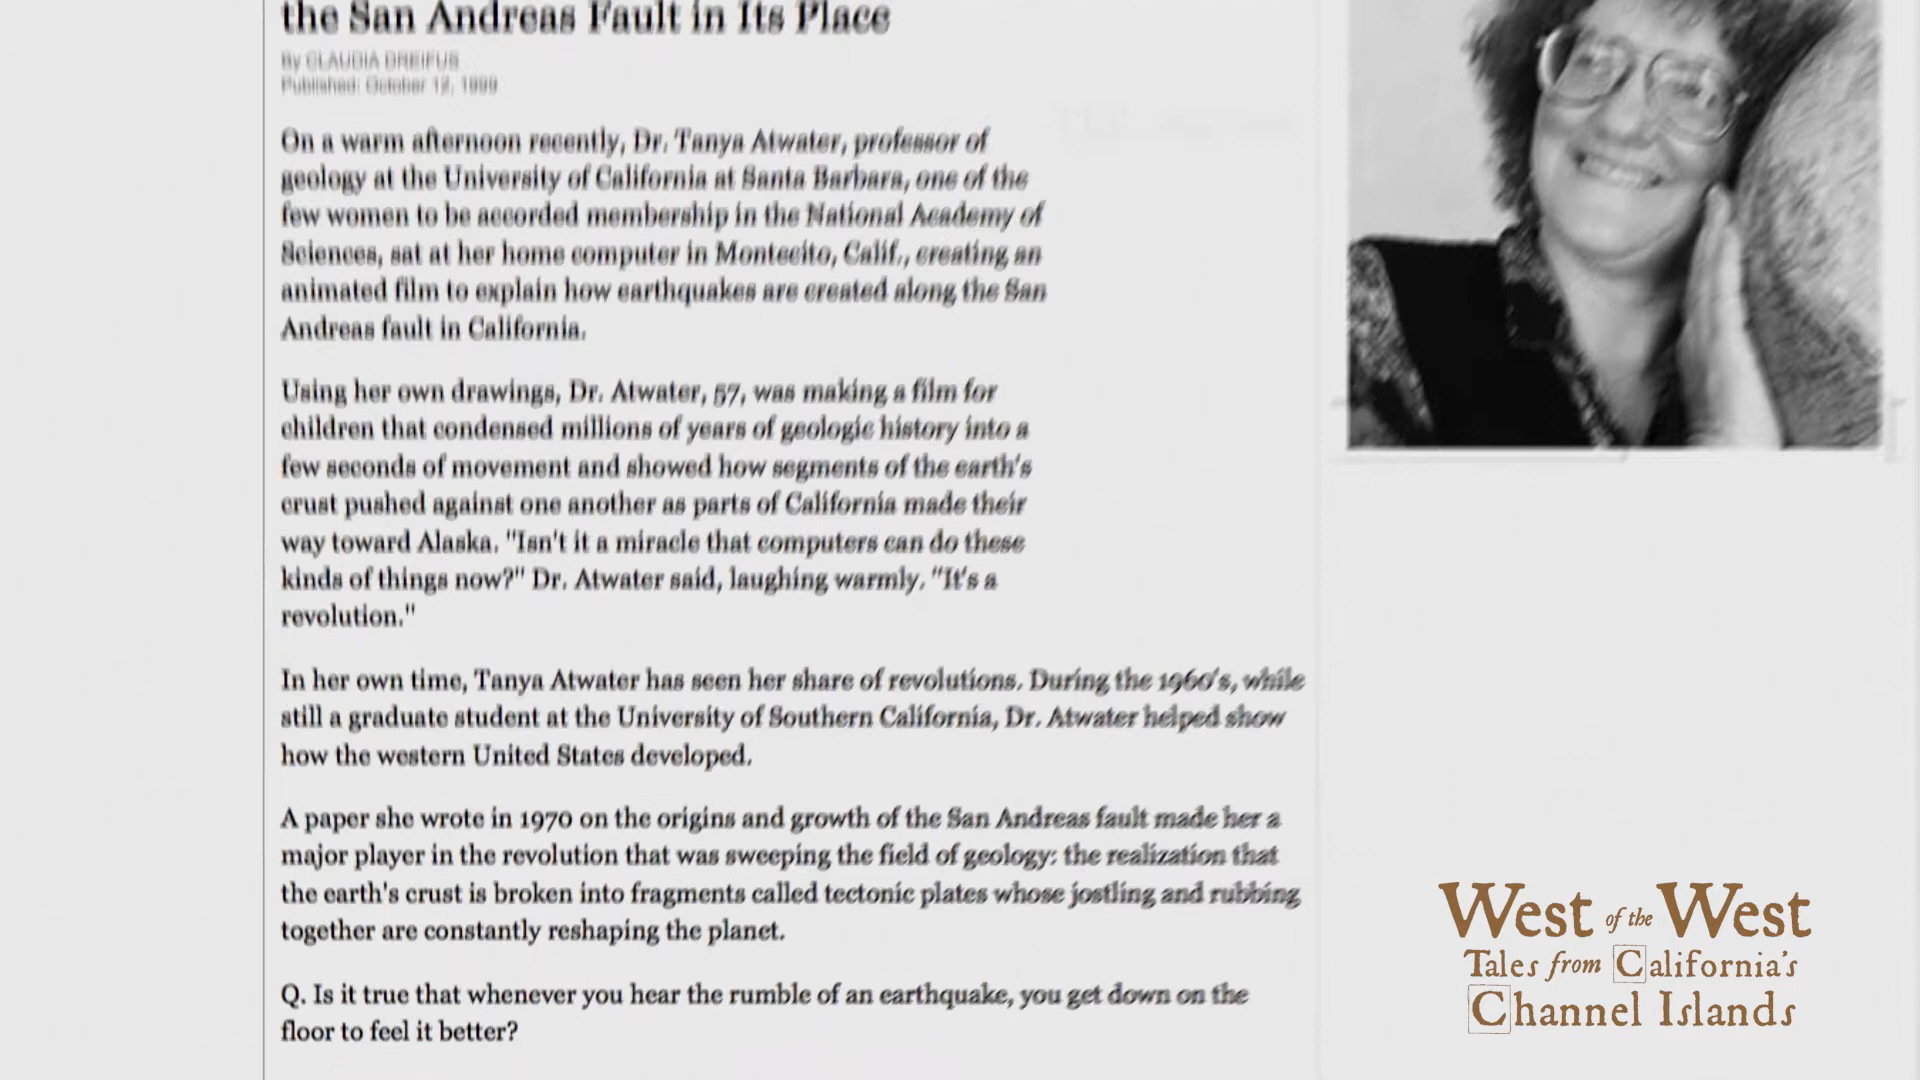 the San Andreas Fault in Its Place
By CLAUDIA DREIFUS
Published: October 12, 1999
On a warm afternoon recently, Dr. Tanya Atwater, professor of
geology at the University of California at Santa Barbara, one of the
few women to be accorded membership in the National Academy of
Sciences, sat at her home computer in Montecito, Calif., creating an
animated film to explain how earthquakes are created along the San
Andreas fault in California.
Using her own drawings, Dr. Atwater, 57, was making a film for
children that condensed millions of years of geologic history into a
few seconds of movement and showed how segments of the earth's
crust pushed against one another as parts of California made their
way toward Alaska. "Isn't it a miracle that computers can do these
kinds of things now?" Dr. Atwater said, laughing warmly. "It's a
revolution."
In her own time, Tanya Atwater has seen her share of revolutions. During the 1960's, while
still a graduate student at the University of Southern California, Dr. Atwater helped show
how the western United States developed.
A paper she wrote in 1970 on the origins and growth of the San Andreas fault made her a
major player in the revolution that was sweeping the field of geology: the realization that
the earth's crust is broken into fragments called tectonic plates whose jostling and rubbing
together are constantly reshaping the planet.
Q. Is it true that whenever you hear the rumble of an earthquake, you get down on the
floor to feel it better?
West of the West
Tales from California's
Channel Islands